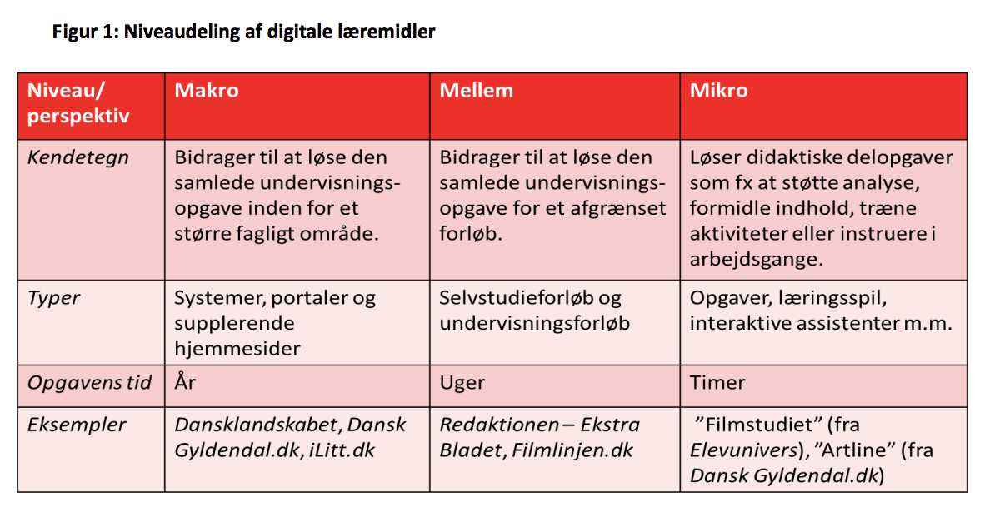 Figur 1: Niveaudeling af digitale læremidler
Niveau/
perspektiv
Makro
Mellem
Mikro
Kendetegn
Bidrager til at løse den
samlede undervisnings-
opgave inden for et
større fagligt område.
Bidrager til at løse den
samlede undervisnings-
opgave for et afgrænset
forløb.
Løser didaktiske delopgaver
som fx at støtte analyse,
formidle indhold, træne
aktiviteter eller instruere i
arbejdsgange.
Typer
Systemer, portaler og
supplerende
hjemmesider
Selvstudieforløb og
undervisningsforløb
Opgaver, læringsspil,
interaktive assistenter m.m.
Opgavens tid
År
Uger
Timer
Eksempler
Dansklandskabet, Dansk
Gyldendal.dk, iLitt.dk
Redaktionen – Ekstra
Bladet, Filmlinjen.dk
”Filmstudiet” (fra
Elevunivers), ”Artline” (fra
Dansk Gyldendal.dk)